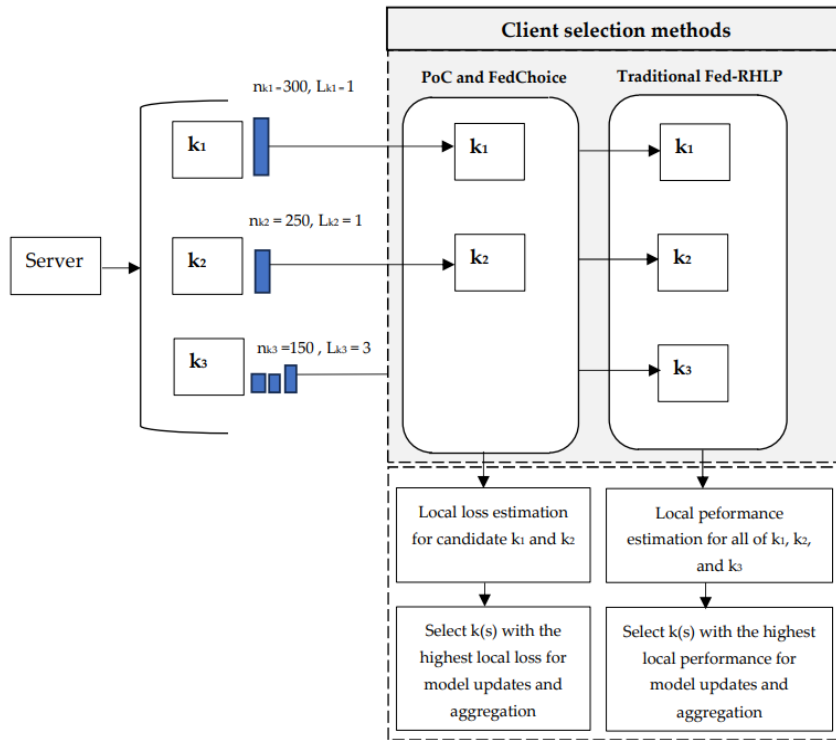 Client selection methods
PoC and FedChoice
Traditional Fed-RHLP
nk1 = 300, Lk1 = 1
k1
k1
k1
nk2 = 250, Lk2 = 1
Server
k2
k2
k2
nk3 =150 , Lk3 = 3
k3
k3
Local loss estimation
for candidate k1 and k2
Local peformance
estimation for all of k1, k2,
and k3
Select k(s) with the
highest local loss for
model updates and
aggregation
Select k(s) with the highest
local performance for
model updates and
aggregation